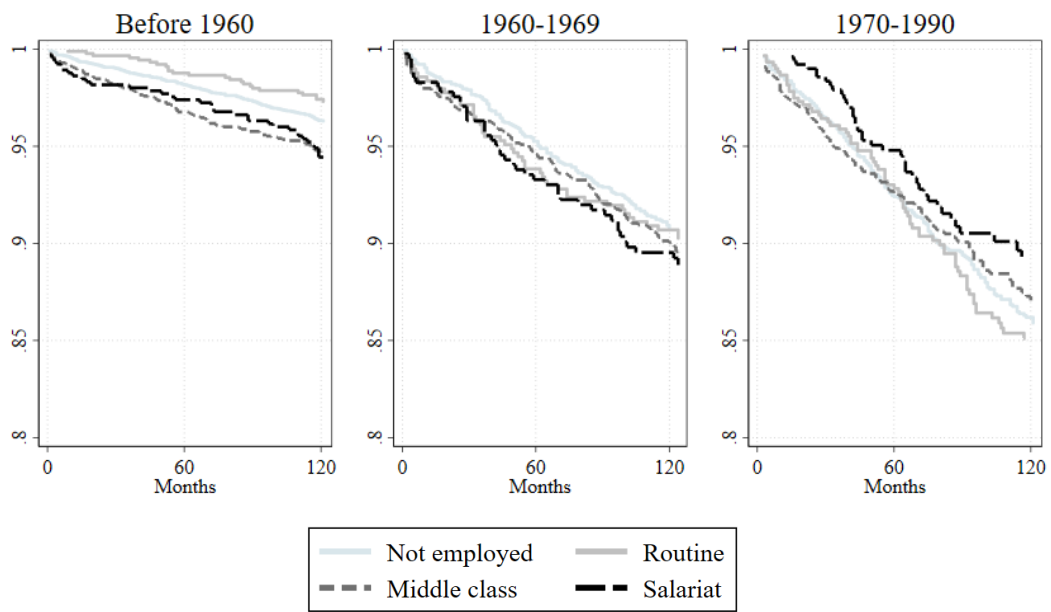 Before 1960
1960-1969
1970-1990
1
.95
.9
.85
.8
0 60 120
Months
1
.95
.9
.85
.8
0 60 120
Months
1
.95
.9
.85
.8
0 60 120
Months
Not employed Routine
Middle class Salariat